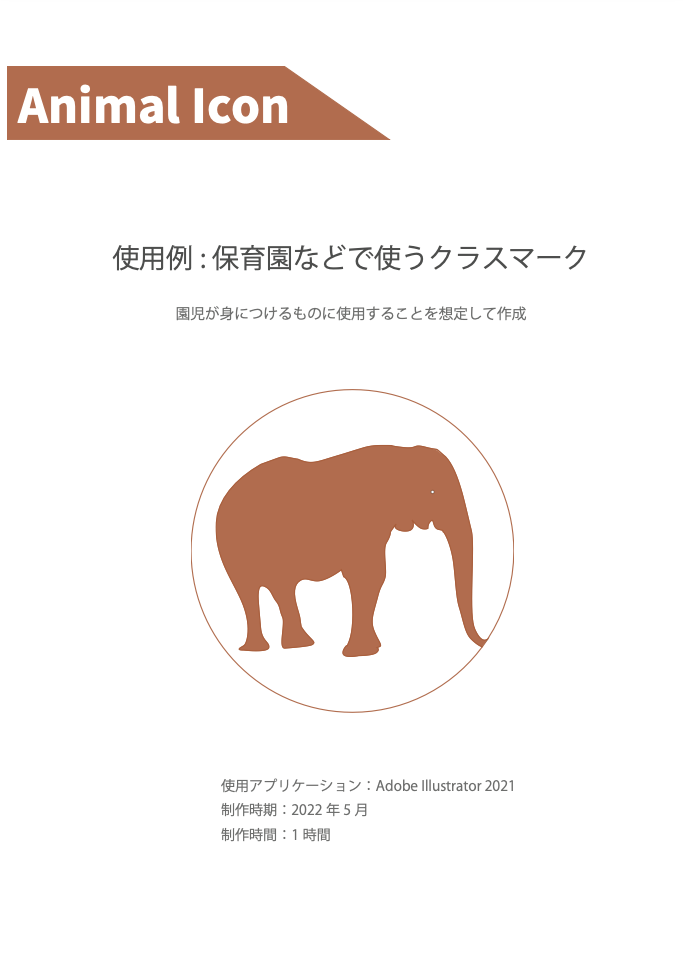 Animal Icon
使用例 : 保育園などで使うクラスマーク
園児が身につけるものに使用することを想定して作成
使用アプリケーション：Adobe Illustrator 2021
制作時期：2022 年 5 月
制作時間：1 時間